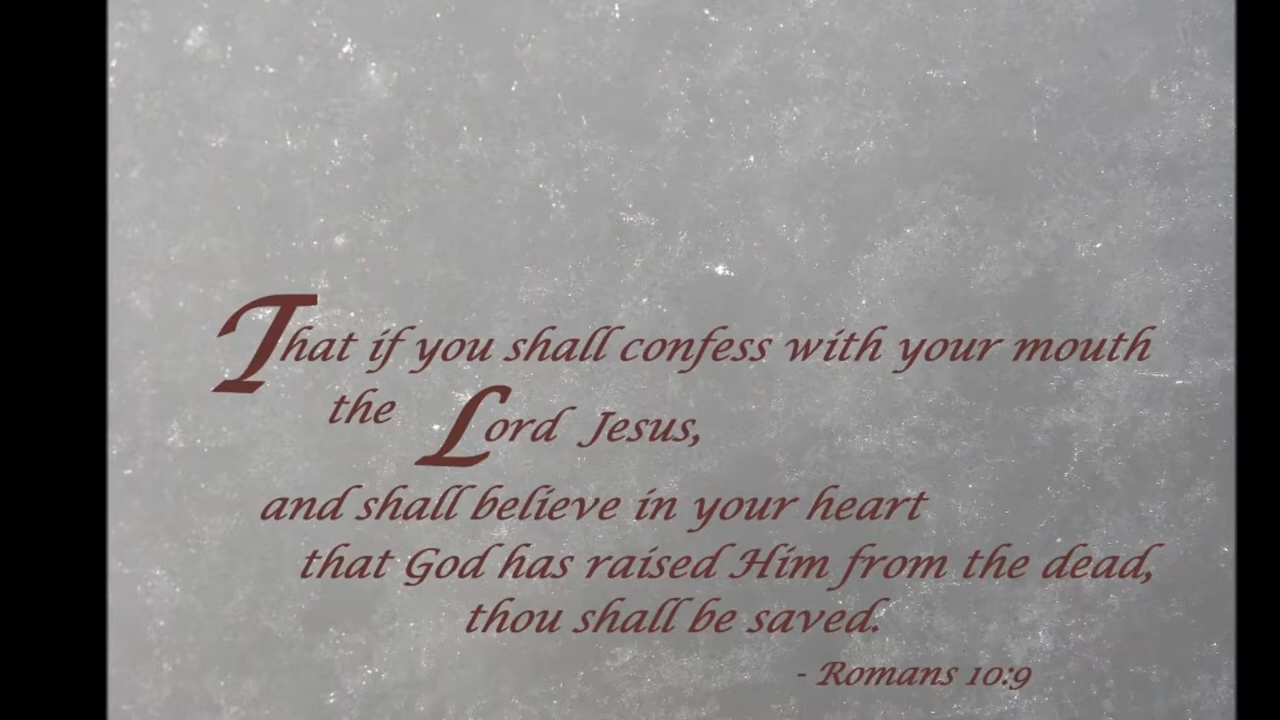 That if you shall confess with your mouth
the Lord Jesus,
and shall believe in your heart
that God has raised Him from the dead,
thou shall be saved.
- Romans 10:9